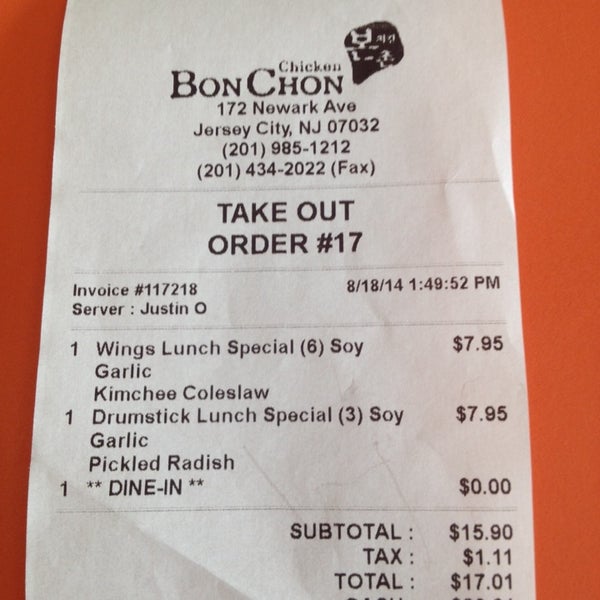 Chicken
BONCHON
본
치킨
촌
172 Newark Ave
Jersey City, NJ 07032
(201) 985-1212
(201) 434-2022 (Fax)
TAKE OUT
ORDER #17
Invoice #117218
8/18/14 1:49:52 PM
Server : Justin O
1 Wings Lunch Special (6) Soy $7.95
Garlic
Kimchee Coleslaw
1 Drumstick Lunch Special (3) Soy $7.95
Garlic
Pickled Radish
1 ** DINE-IN ** $0.00
SUBTOTAL : $15.90
TAX : $1.11
TOTAL : $17.01